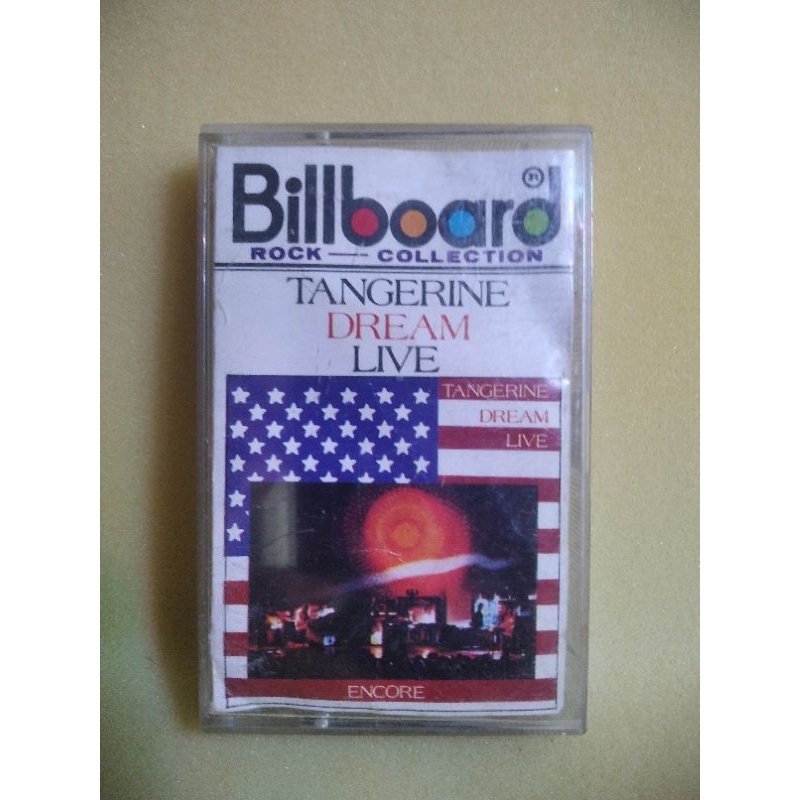 Billboard®
ROCK — COLLECTION
TANGERINE
DREAM
LIVE
TANGERINE
DREAM
LIVE
ENCORE